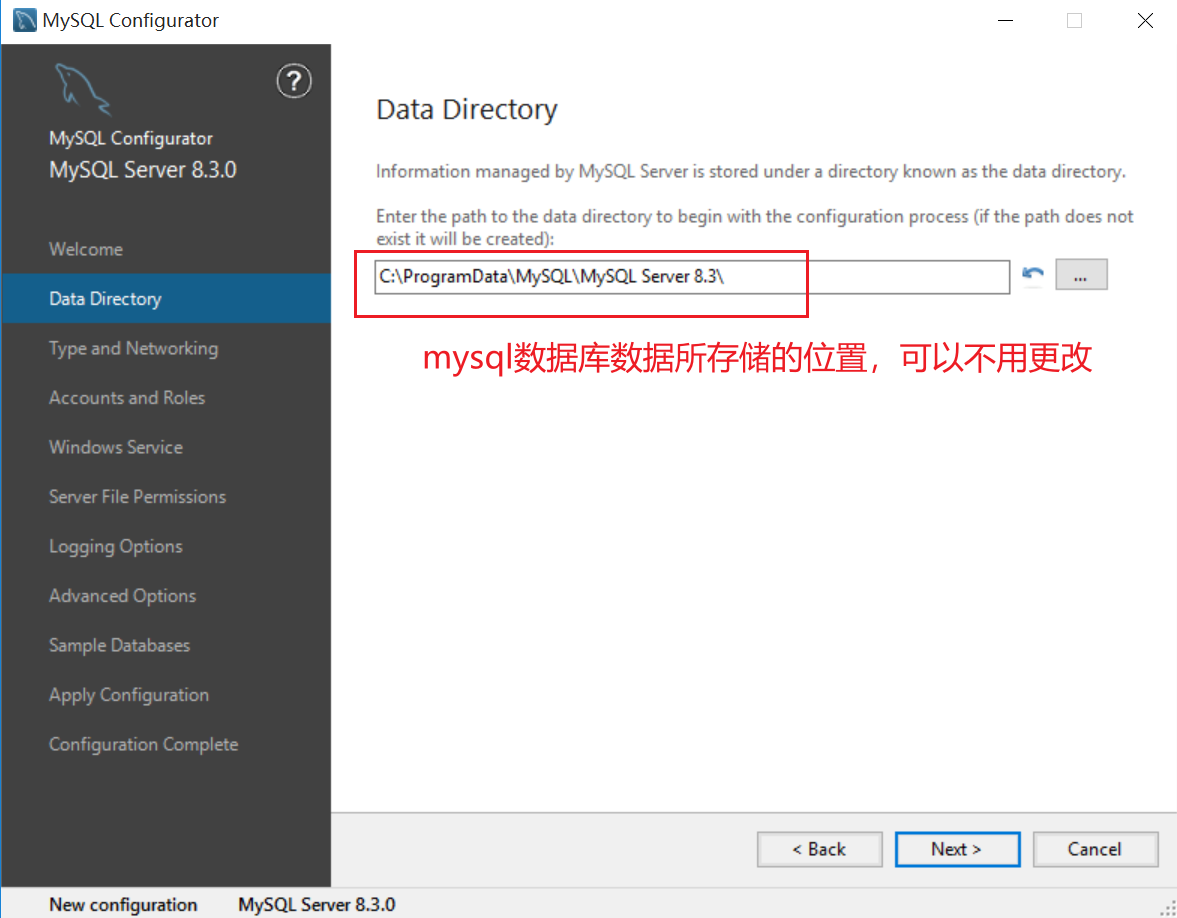 MySQL Configurator
?
MySQL Configurator
MySQL Server 8.3.0
Welcome
Data Directory
Type and Networking
Accounts and Roles
Windows Service
Server File Permissions
Logging Options
Advanced Options
Sample Databases
Apply Configuration
Configuration Complete
Data Directory
Information managed by MySQL Server is stored under a directory known as the data directory.
Enter the path to the data directory to begin with the configuration process (if the path does not
exist it will be created):
C:\ProgramData\MySQL\MySQL Server 8.3\
...
mysql数据库数据所存储的位置，可以不用更改
< Back
Next >
Cancel
New configuration
MySQL Server 8.3.0